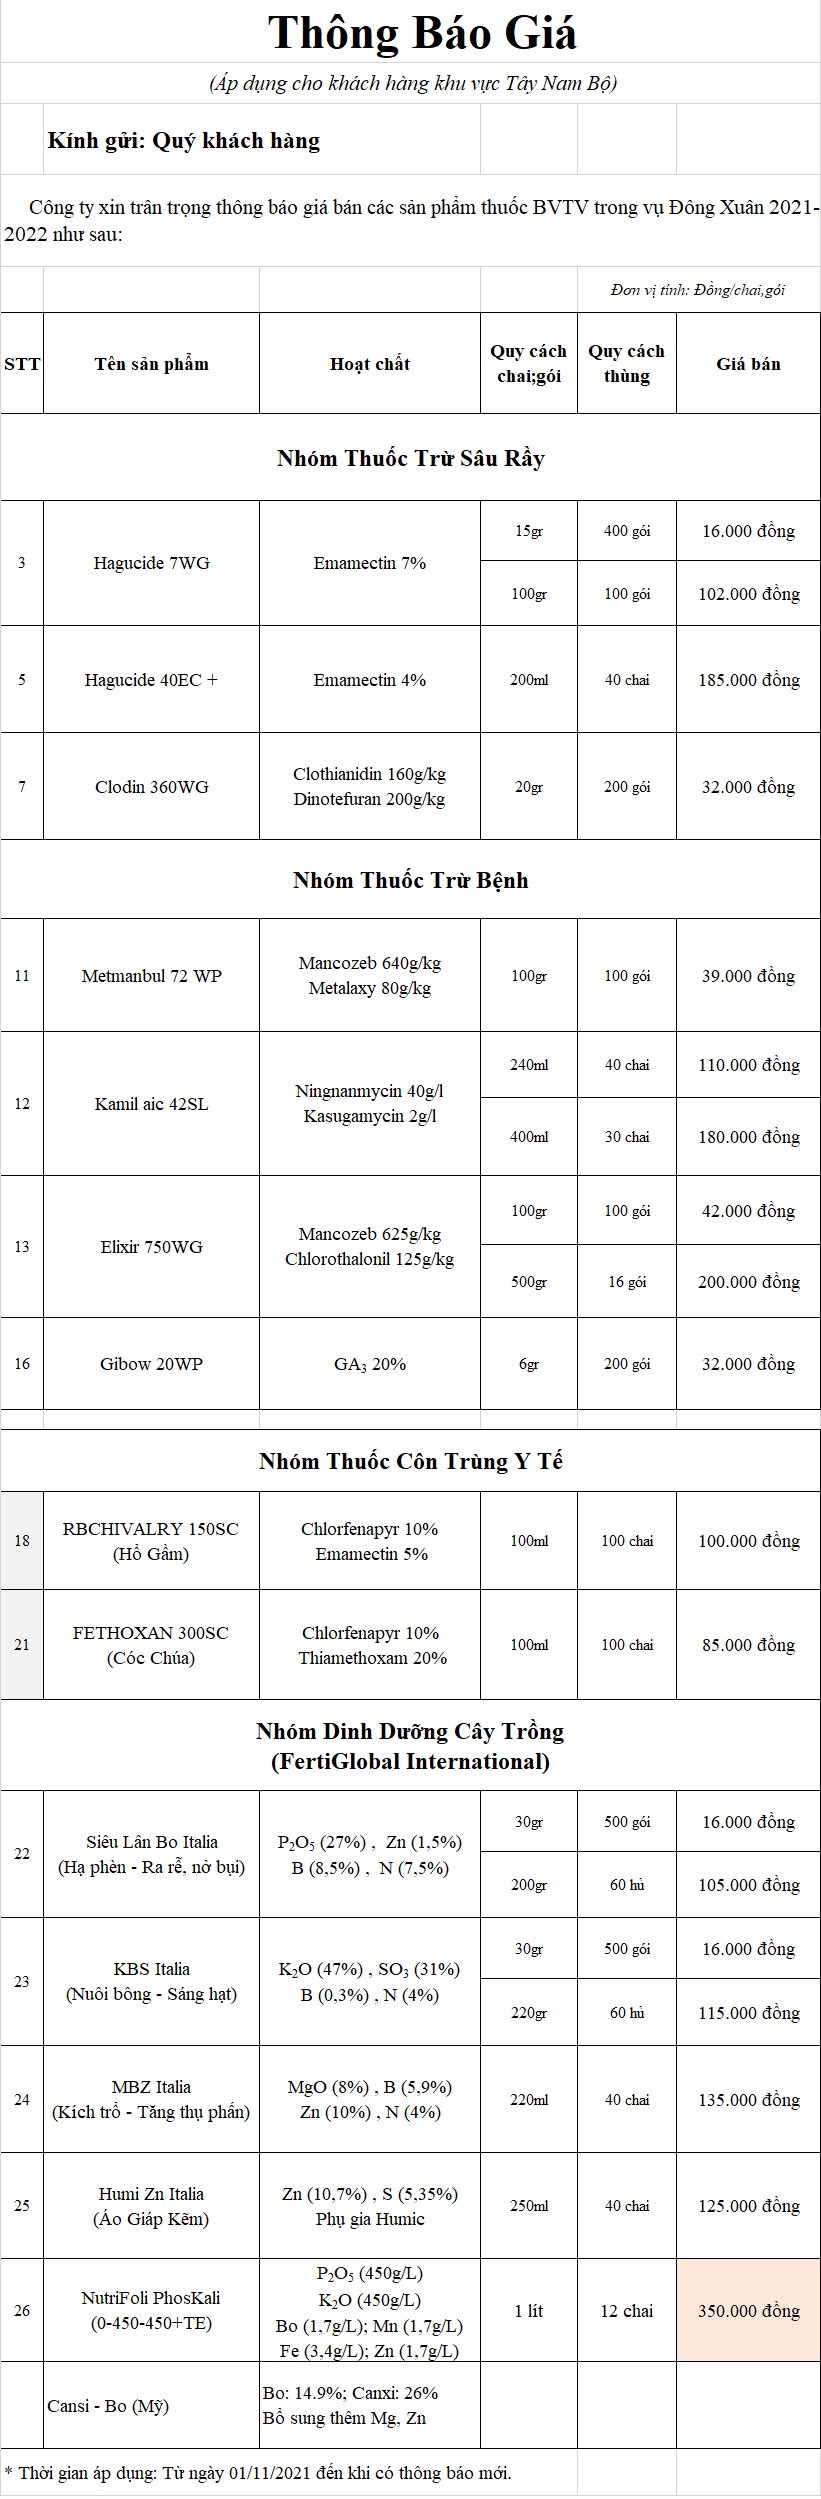 Thông Báo Giá
(Áp dụng cho khách hàng khu vực Tây Nam Bộ)
Kính gửi: Quý khách hàng
Công ty xin trân trọng thông báo giá bán các sản phẩm thuốc BVTV trong vụ Đông Xuân 2021-
2022 như sau:
Đơn vị tính: Đồng/chai,gói
STT Tên sản phẩm Hoạt chất Quy cách chai;gói Quy cách thùng Giá bán
Nhóm Thuốc Trừ Sâu Rầy
3 Hagucide 7WG Emamectin 7% 15gr 400 gói 16.000 đồng
100gr 100 gói 102.000 đồng
5 Hagucide 40EC + Emamectin 4% 200ml 40 chai 185.000 đồng
7 Clodin 360WG Clothianidin 160g/kg 20gr 200 gói 32.000 đồng
Dinotefuran 200g/kg
Nhóm Thuốc Trừ Bệnh
11 Metmanbul 72 WP Mancozeb 640g/kg 100gr 100 gói 39.000 đồng
Metalaxy 80g/kg
12 Kamil aic 42SL Ningnanmycin 40g/l 240ml 40 chai 110.000 đồng
Kasugamycin 2g/l 400ml 30 chai 180.000 đồng
13 Elixir 750WG Mancozeb 625g/kg 100gr 100 gói 42.000 đồng
Chlorothalonil 125g/kg 500gr 16 gói 200.000 đồng
16 Gibow 20WP GA₃ 20% 6gr 200 gói 32.000 đồng
Nhóm Thuốc Côn Trùng Y Tế
18 RBCHIVALRY 150SC Chlorfenapyr 10% 100ml 100 chai 100.000 đồng
(Hổ Gầm) Emamectin 5%
21 FETHOXAN 300SC Chlorfenapyr 10% 100ml 100 chai 85.000 đồng
(Cóc Chúa) Thiamethoxam 20%
Nhóm Dinh Dưỡng Cây Trồng
(FertiGlobal International)
22 Siêu Lân Bo Italia P₂O₅ (27%) , Zn (1,5%) 30gr 500 gói 16.000 đồng
(Hạ phèn - Ra rễ, nở bụi) B (8,5%) , N (7,5%) 200gr 60 hủ 105.000 đồng
23 KBS Italia K₂O (47%) , SO₃ (31%) 30gr 500 gói 16.000 đồng
(Nuôi bông - Sáng hạt) B (0,3%) , N (4%) 220gr 60 hủ 115.000 đồng
24 MBZ Italia MgO (8%) , B (5,9%) 220ml 40 chai 135.000 đồng
(Kích trổ - Tăng thụ phấn) Zn (10%) , N (4%)
25 Humi Zn Italia Zn (10,7%) , S (5,35%) 250ml 40 chai 125.000 đồng
(Áo Giáp Kẽm) Phụ gia Humic
26 NutriFoli PhosKali P₂O₅ (450g/L) 1 lít 12 chai 350.000 đồng
(0-450-450+TE) K₂O (450g/L)
Bo (1,7g/L); Mn (1,7g/L)
Fe (3,4g/L); Zn (1,7g/L)
Cansi - Bo (Mỹ) Bo: 14.9%; Canxi: 26%
Bổ sung thêm Mg, Zn
* Thời gian áp dụng: Từ ngày 01/11/2021 đến khi có thông báo mới.